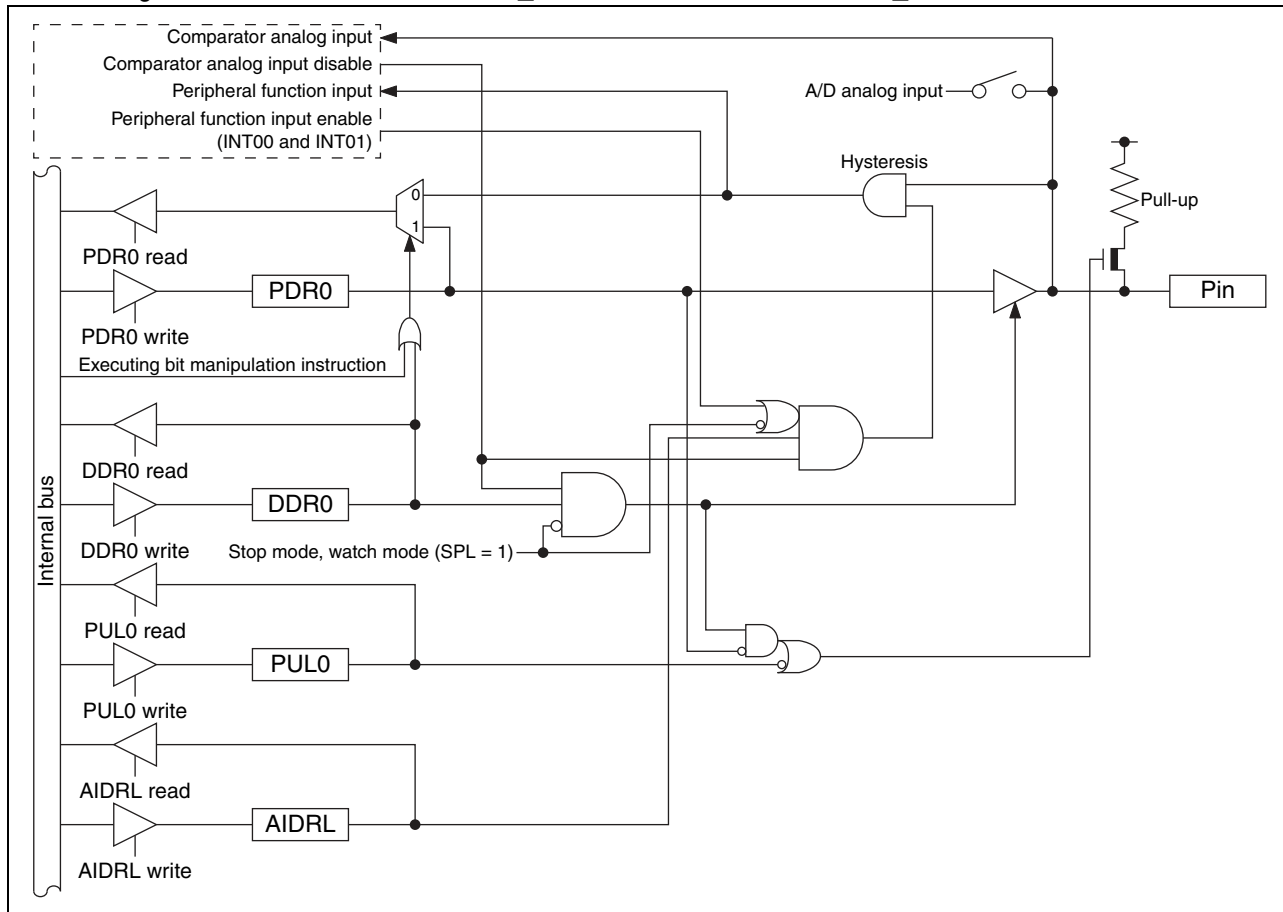 Comparator analog input
Comparator analog input disable
Peripheral function input
Peripheral function input enable
(INT00 and INT01)
A/D analog input
Hysteresis
Pull-up
0
1
PDR0 read
PDR0
Pin
PDR0 write
Executing bit manipulation instruction
DDR0 read
DDR0
DDR0 write
Stop mode, watch mode (SPL = 1)
Internal bus
PUL0 read
PUL0
PUL0 write
AIDRL read
AIDRL
AIDRL write